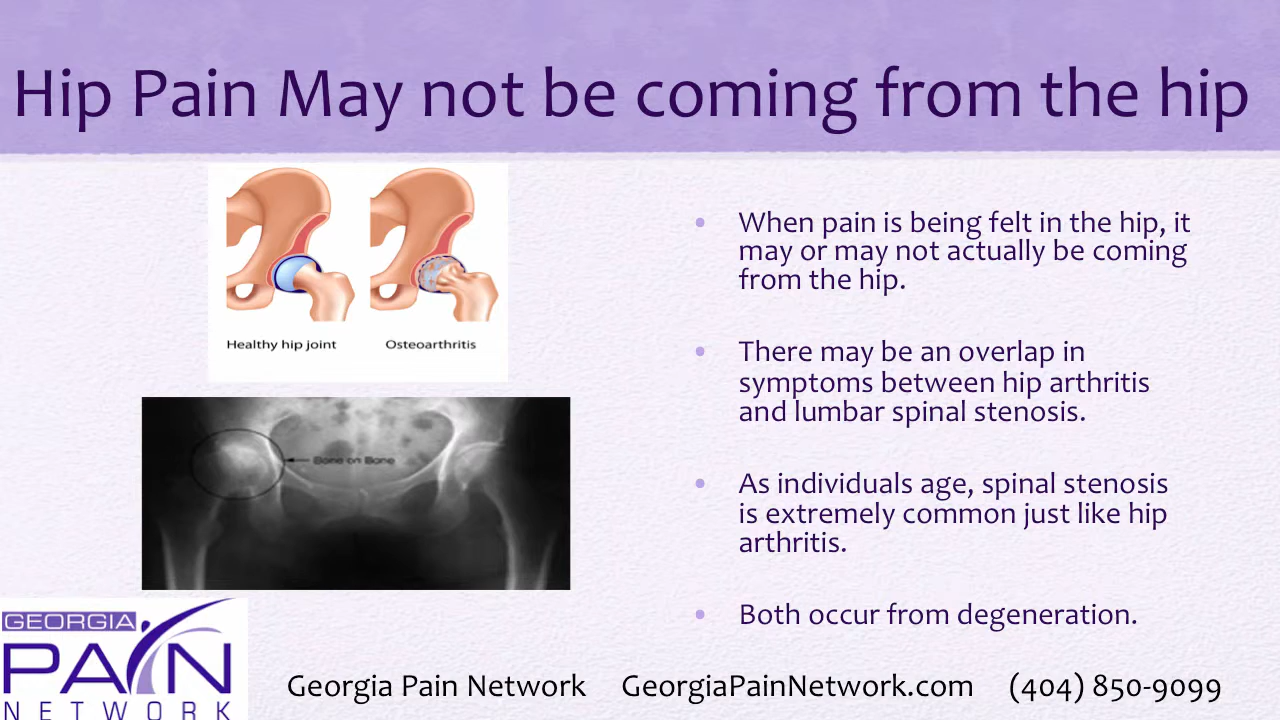 Hip Pain May not be coming from the hip
Healthy hip joint
Osteoarthritis
Bone on Bone
• When pain is being felt in the hip, it
may or may not actually be coming
from the hip.
• There may be an overlap in
symptoms between hip arthritis
and lumbar spinal stenosis.
• As individuals age, spinal stenosis
is extremely common just like hip
arthritis.
• Both occur from degeneration.
GEORGIA
PAIN
NETWORK
Georgia Pain Network GeorgiaPainNetwork.com (404) 850-9099